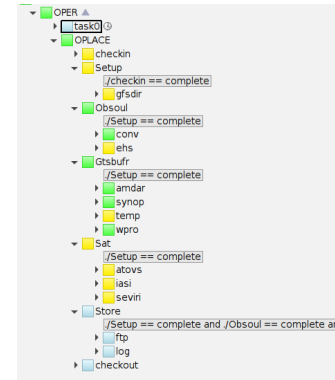 OPER
task0
OPLACE
checkin
Setup
./checkin == complete
gfsdir
Obsoul
./Setup == complete
conv
ehs
Gtsbufr
./Setup == complete
amdar
synop
temp
wpro
Sat
./Setup == complete
atovs
iasi
seviri
Store
./Setup == complete and ./Obsoul == complete an
ftp
log
checkout